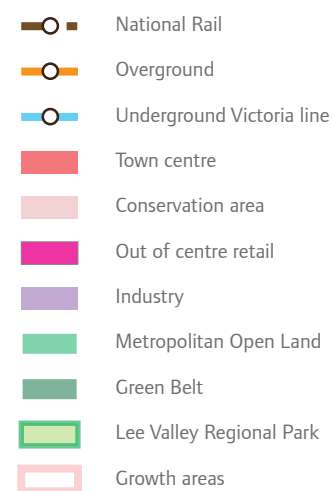 National Rail
Overground
Underground Victoria line
Town centre
Conservation area
Out of centre retail
Industry
Metropolitan Open Land
Green Belt
Lee Valley Regional Park
Growth areas